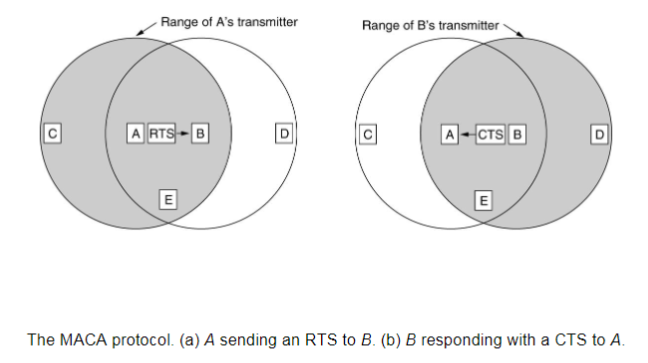 Range of A's transmitter
Range of B's transmitter
C
A
RTS
B
D
E
C
A
CTS
B
D
E
The MACA protocol. (a) A sending an RTS to B. (b) B responding with a CTS to A.